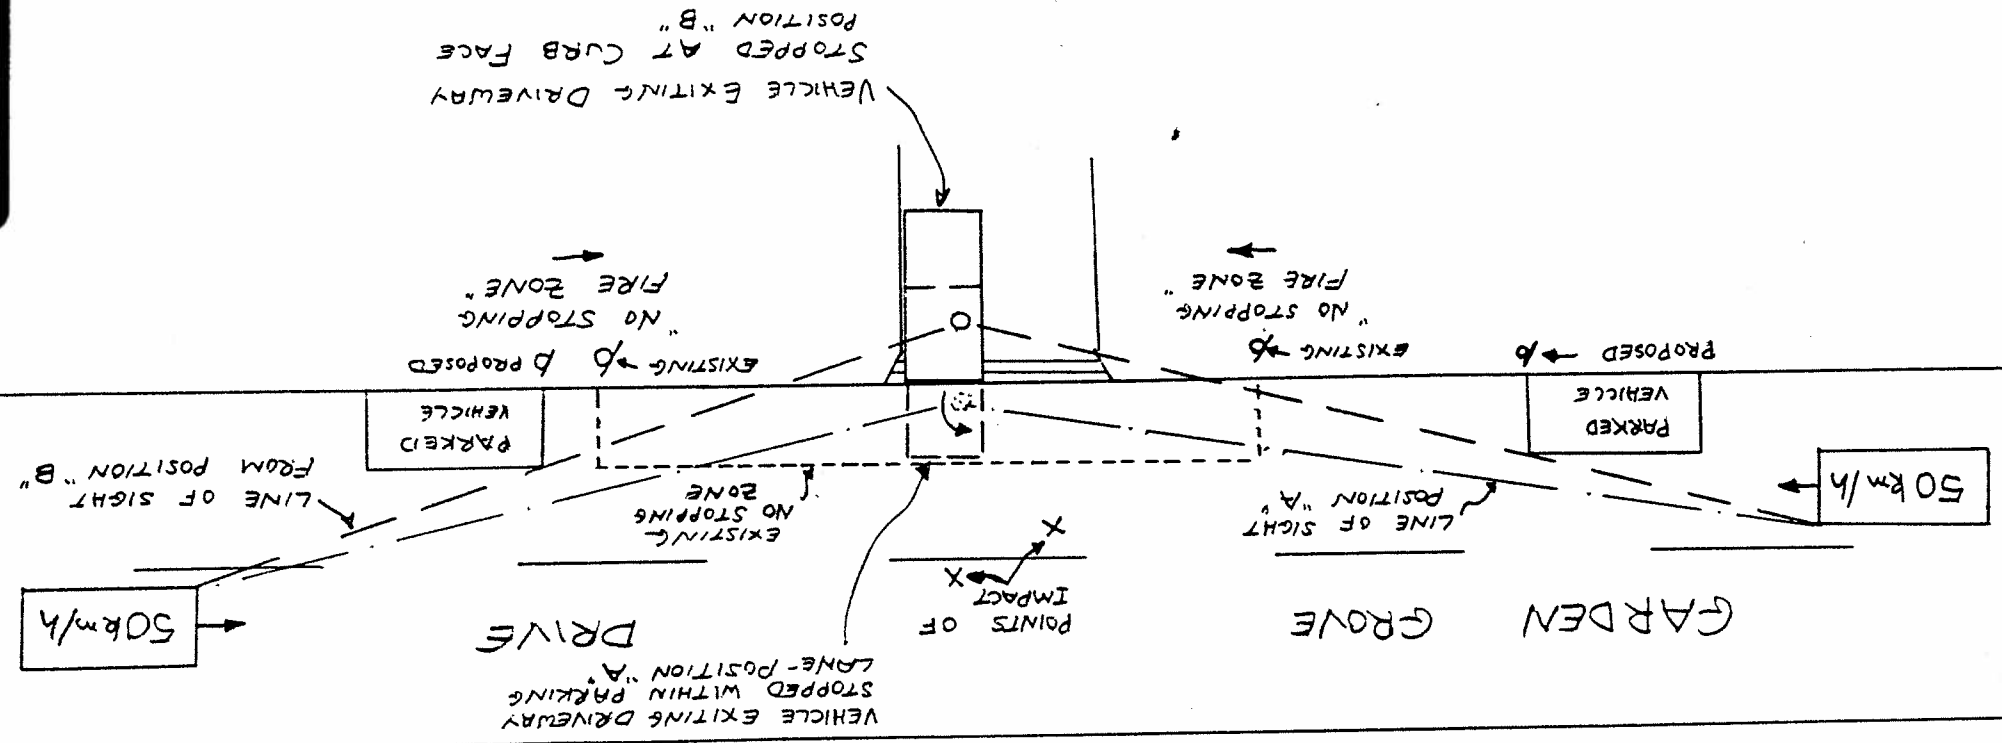 VEHICLE EXITING DRIVEWAY
STOPPED WITHIN PARKING
LANE-POSITION "A"
GARDEN GROVE DRIVE
POINTS OF
IMPACT
X
X
50 km/h
50 km/h
LINE OF SIGHT
POSITION "A"
EXISTING
NO STOPPING
ZONE
LINE OF SIGHT
FROM POSITION "B"
PARKED
VEHICLE
PARKED
VEHICLE
PROPOSED
EXISTING
"NO STOPPING
FIRE ZONE"
EXISTING
PROPOSED
"NO STOPPING
FIRE ZONE"
VEHICLE EXITING DRIVEWAY
STOPPED AT CURB FACE
POSITION "B"